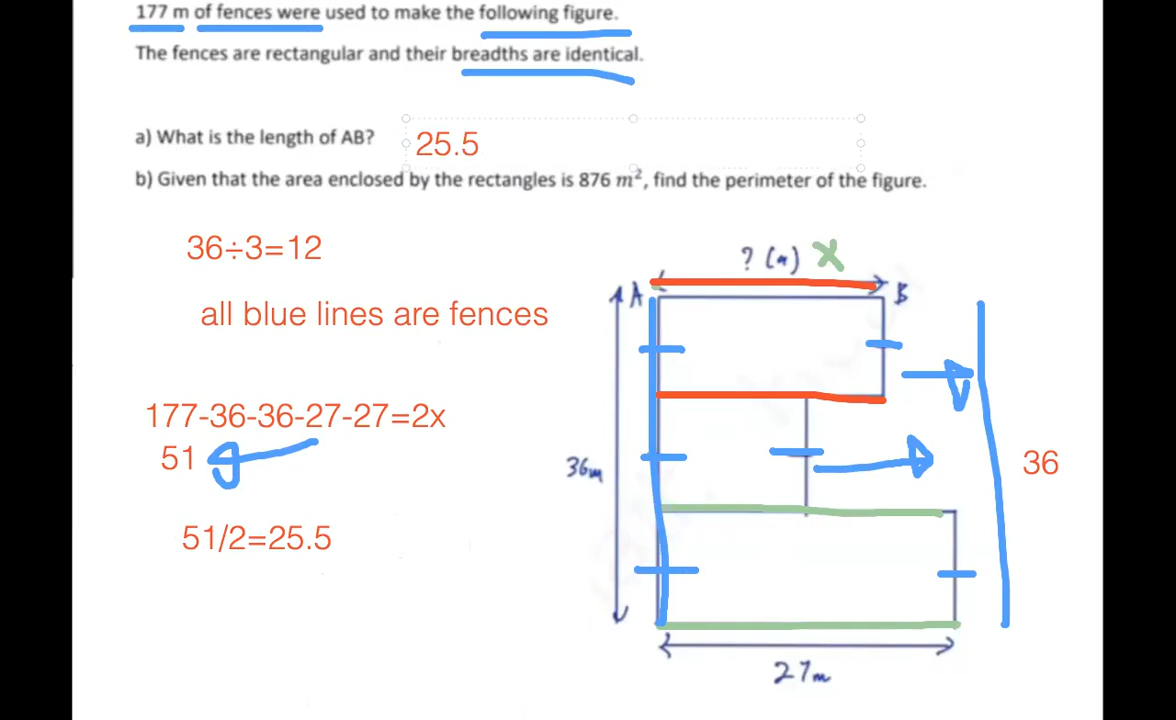 177 m of fences were used to make the following figure.
The fences are rectangular and their breadths are identical.
a) What is the length of AB?
25.5
b) Given that the area enclosed by the rectangles is 876 m², find the perimeter of the figure.
36÷3=12
? (a) X
A
B
all blue lines are fences
177-36-36-27-27=2x
51
36m
36
51/2=25.5
27m